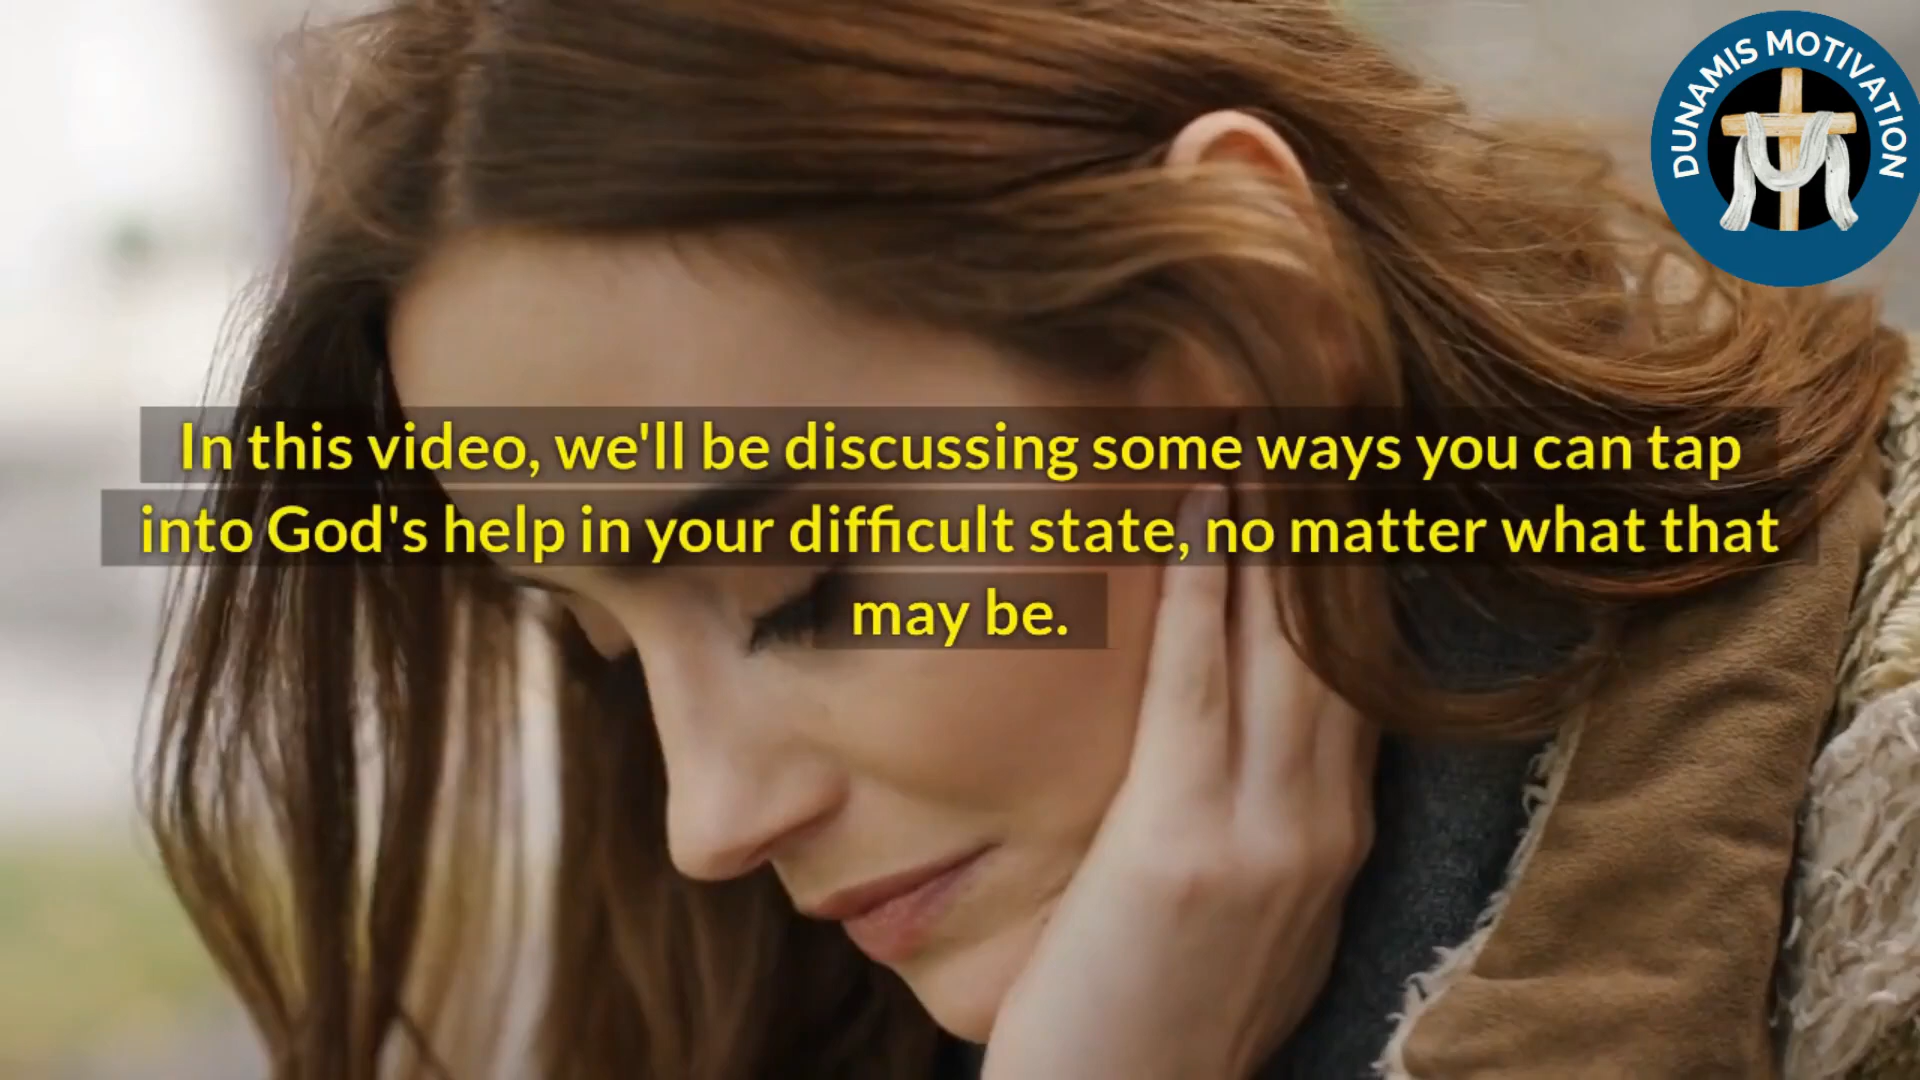 DUNAMIS MOTIVATION
In this video, we'll be discussing some ways you can tap
into God's help in your difficult state, no matter what that
may be.